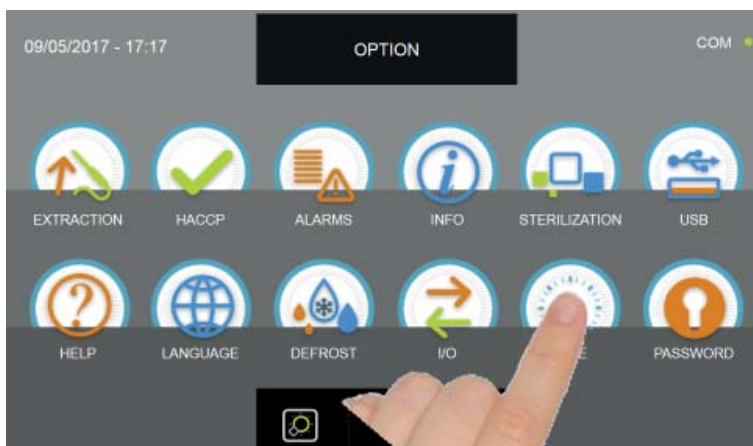 09/05/2017 - 17:17
OPTION
COM
EXTRACTION
HACCP
ALARMS
INFO
STERILIZATION
USB
HELP
LANGUAGE
DEFROST
I/O
PASSWORD